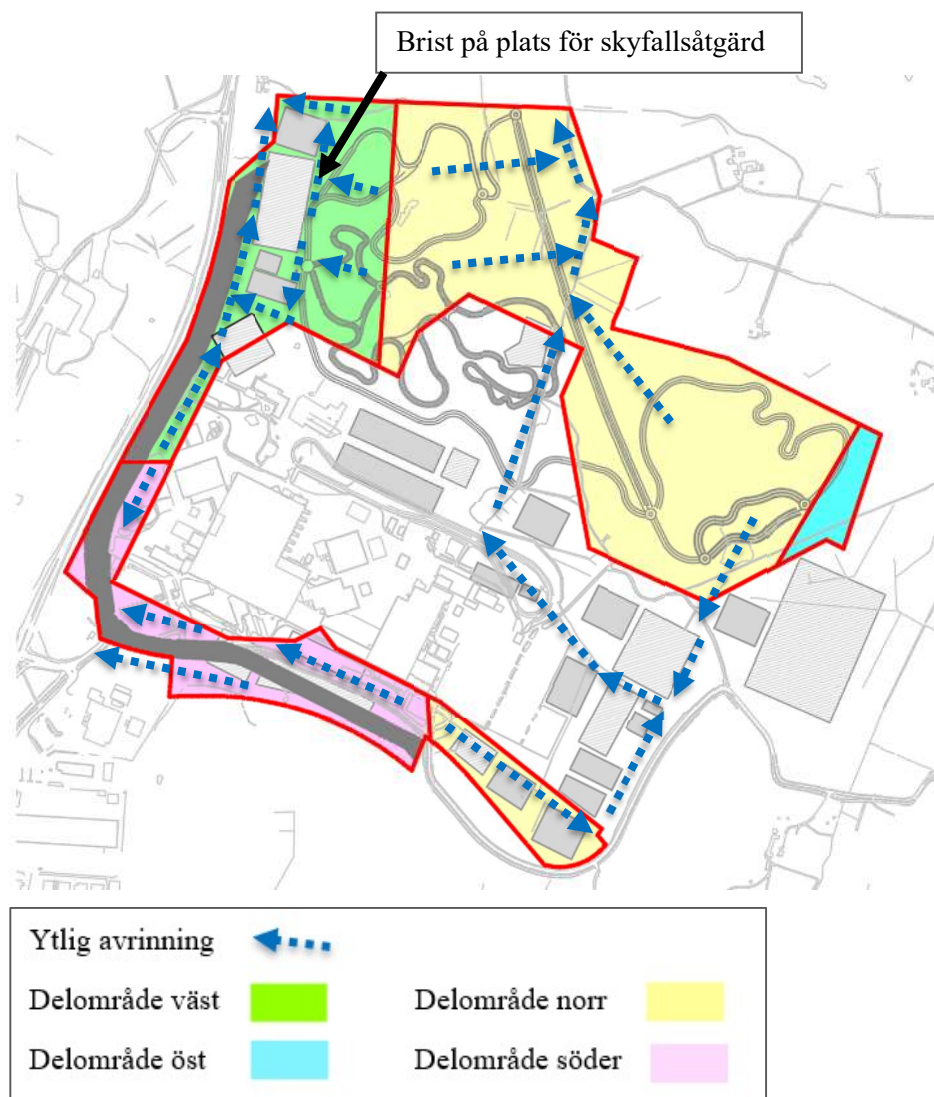 Brist på plats för skyfallsåtgärd
Ytlig avrinning
Delområde väst
Delområde norr
Delområde öst
Delområde söder